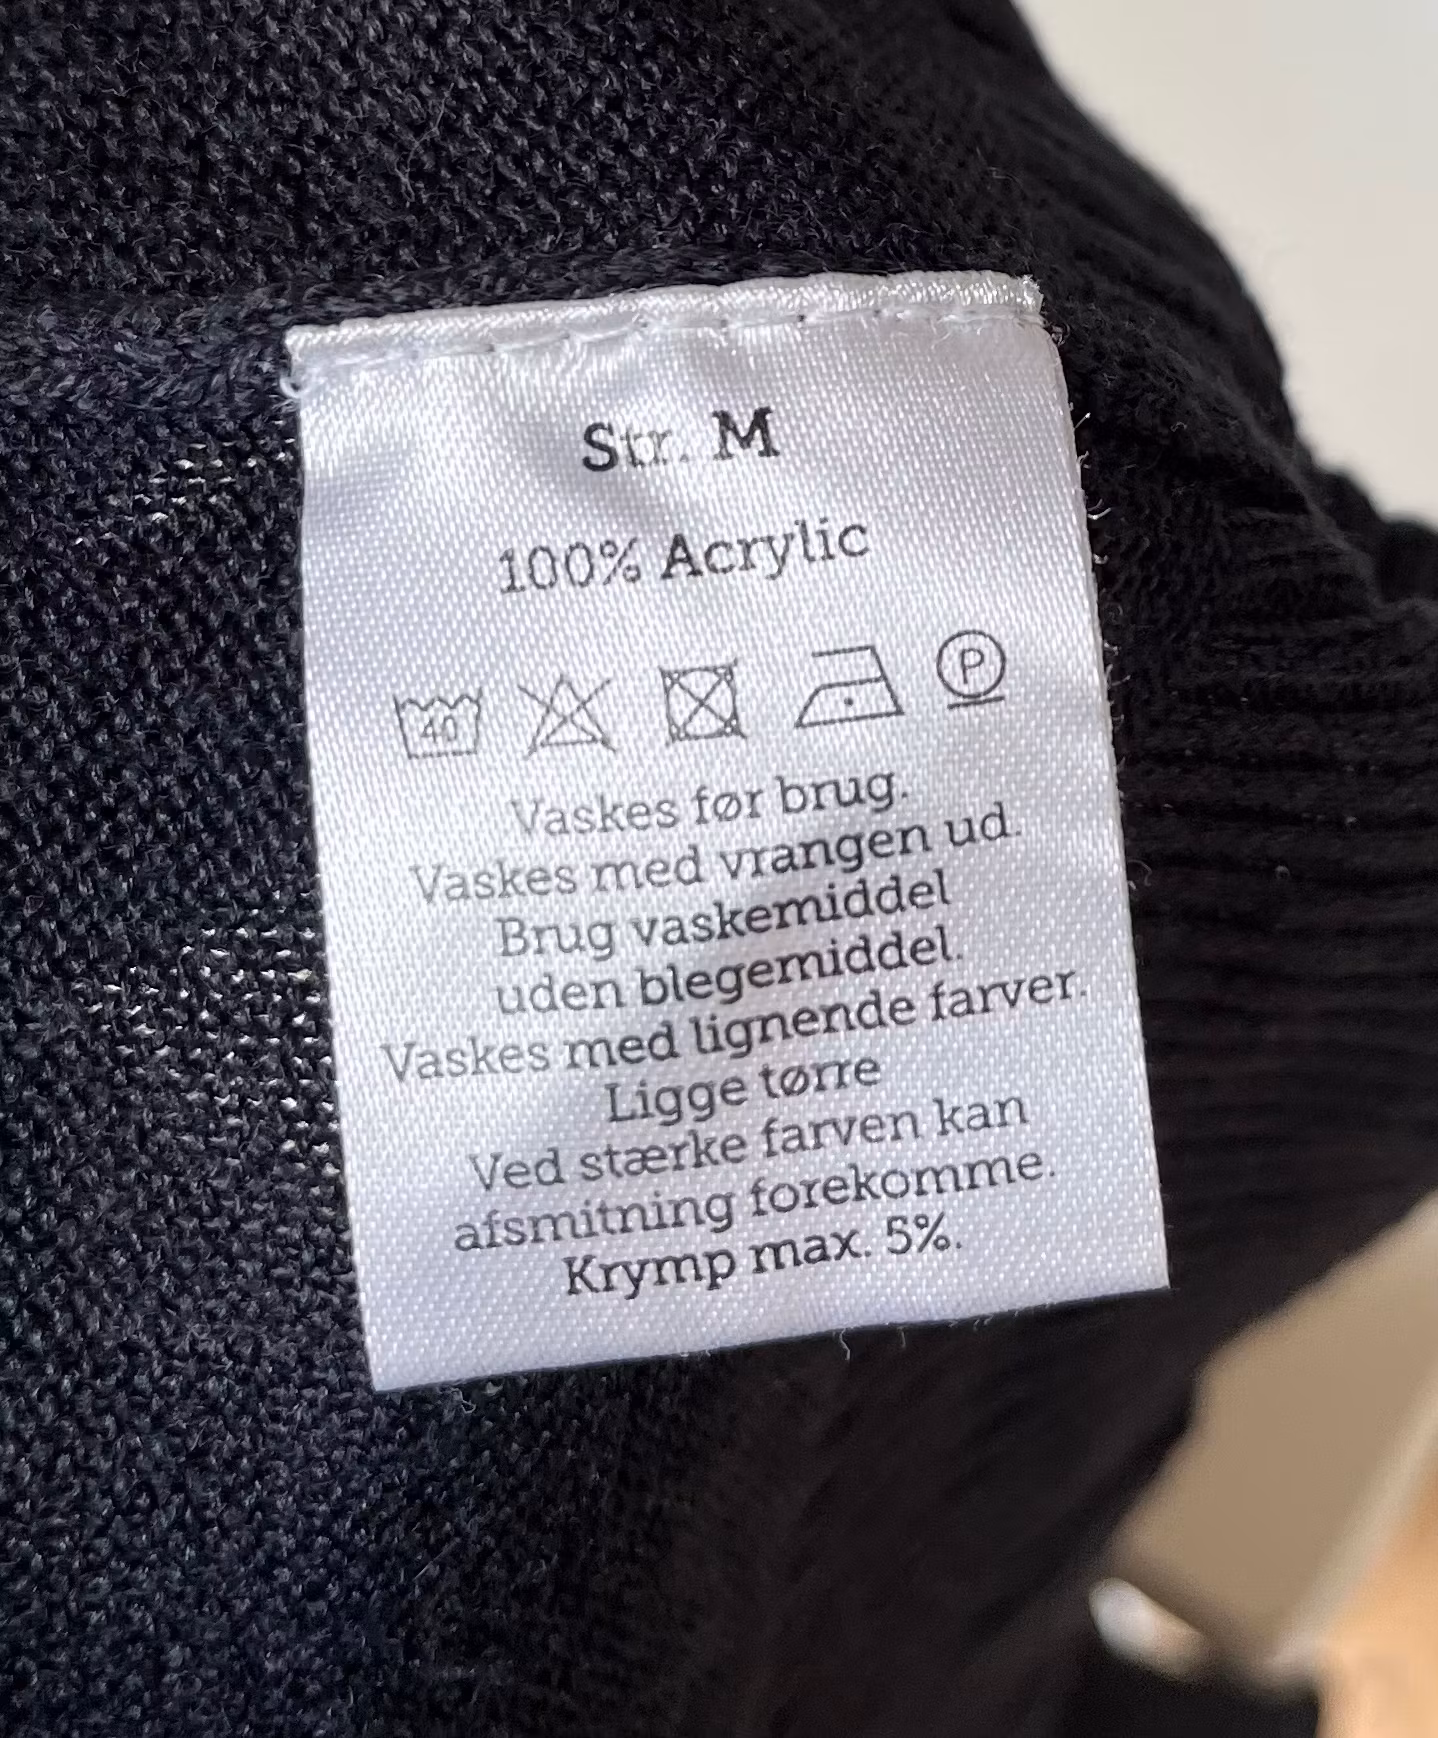 Str. M
100% Acrylic
40 P
Vaskes før brug.
Vaskes med vrangen ud.
Brug vaskemiddel
uden blegemiddel.
Vaskes med lignende farver.
Ligge tørre
Ved stærke farven kan
afsmitning forekomme.
Krymp max. 5%.